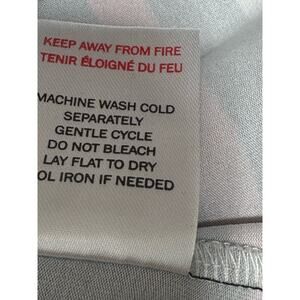 KEEP AWAY FROM FIRE
TENIR ÉLOIGNÉ DU FEU
MACHINE WASH COLD
SEPARATELY
GENTLE CYCLE
DO NOT BLEACH
LAY FLAT TO DRY
OL IRON IF NEEDED